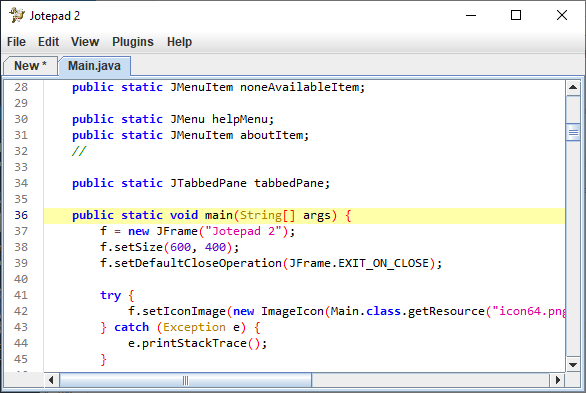 Jotepad 2
File Edit View Plugins Help
New * Main.java
28 public static JMenuItem noneAvailableItem;
29
30 public static JMenu helpMenu;
31 public static JMenuItem aboutItem;
32 //
33
34 public static JTabbedPane tabbedPane;
35
36 public static void main(String[] args) {
37 f = new JFrame("Jotepad 2");
38 f.setSize(600, 400);
39 f.setDefaultCloseOperation(JFrame.EXIT_ON_CLOSE);
40
41 try {
42 f.setIconImage(new ImageIcon(Main.class.getResource("icon64.png
43 } catch (Exception e) {
44 e.printStackTrace();
45 }
46